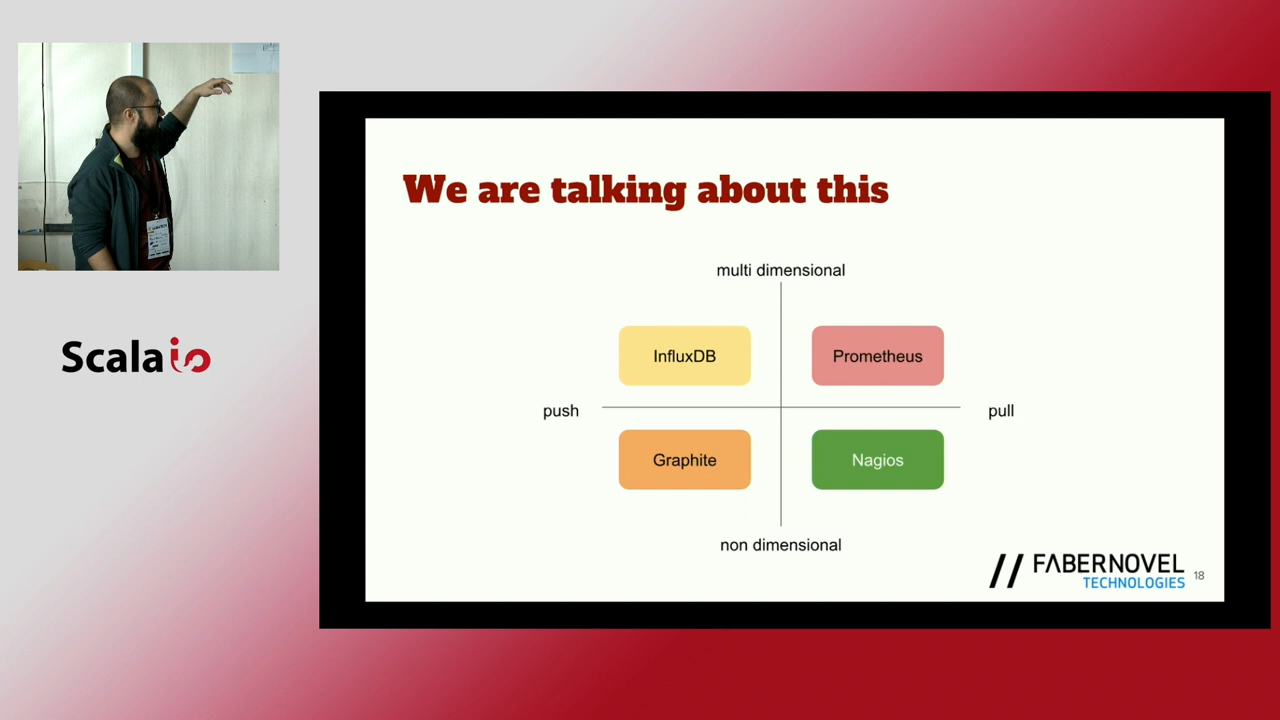 Scala io
We are talking about this
multi dimensional
InfluxDB
Prometheus
push
pull
Graphite
Nagios
non dimensional
// FABERNOVEL
TECHNOLOGIES
18